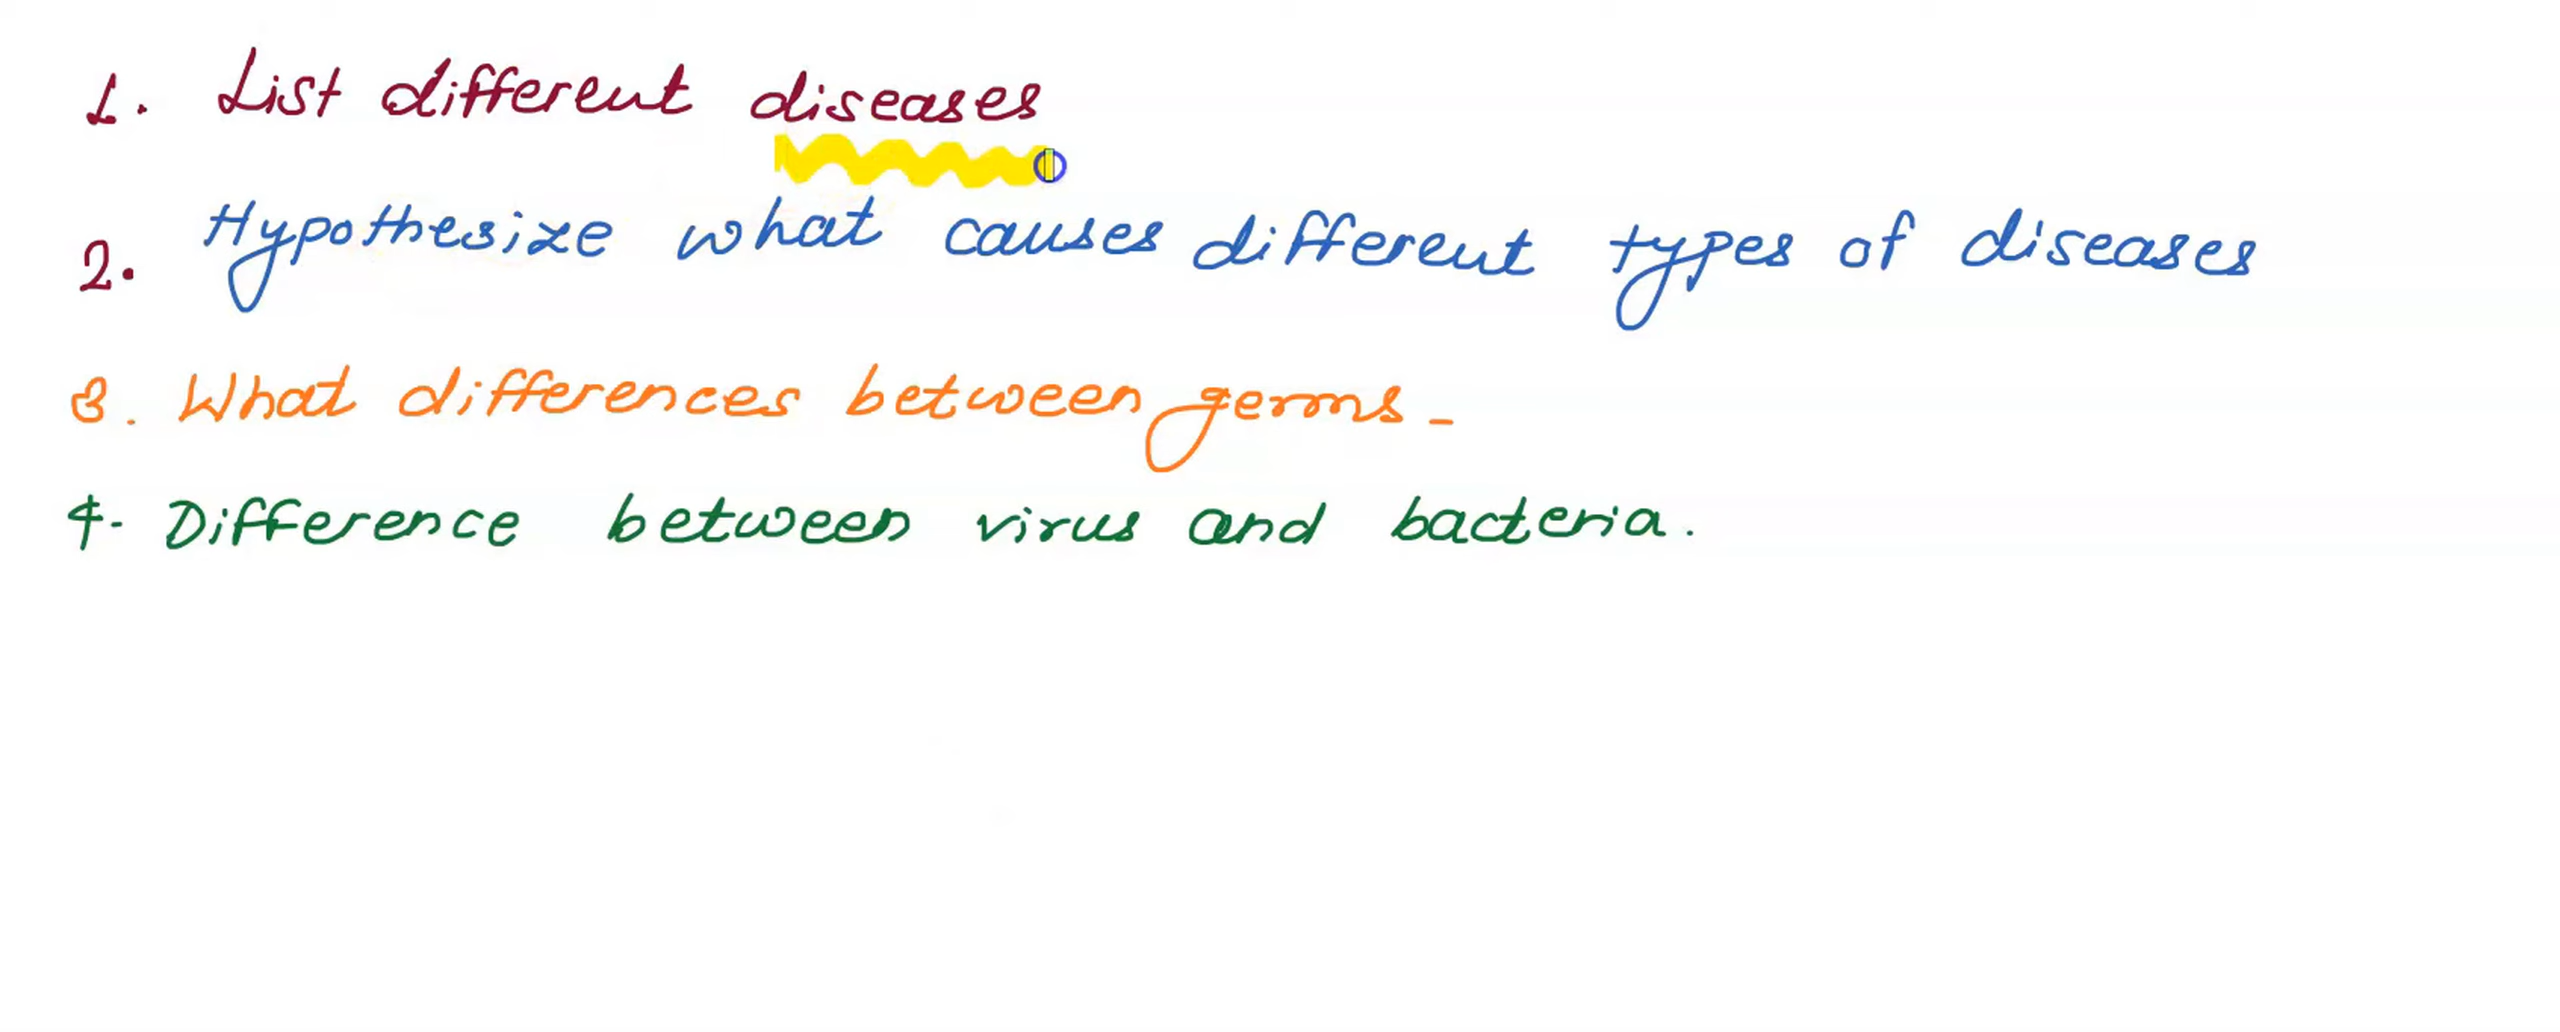 1. List different diseases
2. Hypothesize what causes different types of diseases
3. What differences between germs -
4. Difference between virus and bacteria.